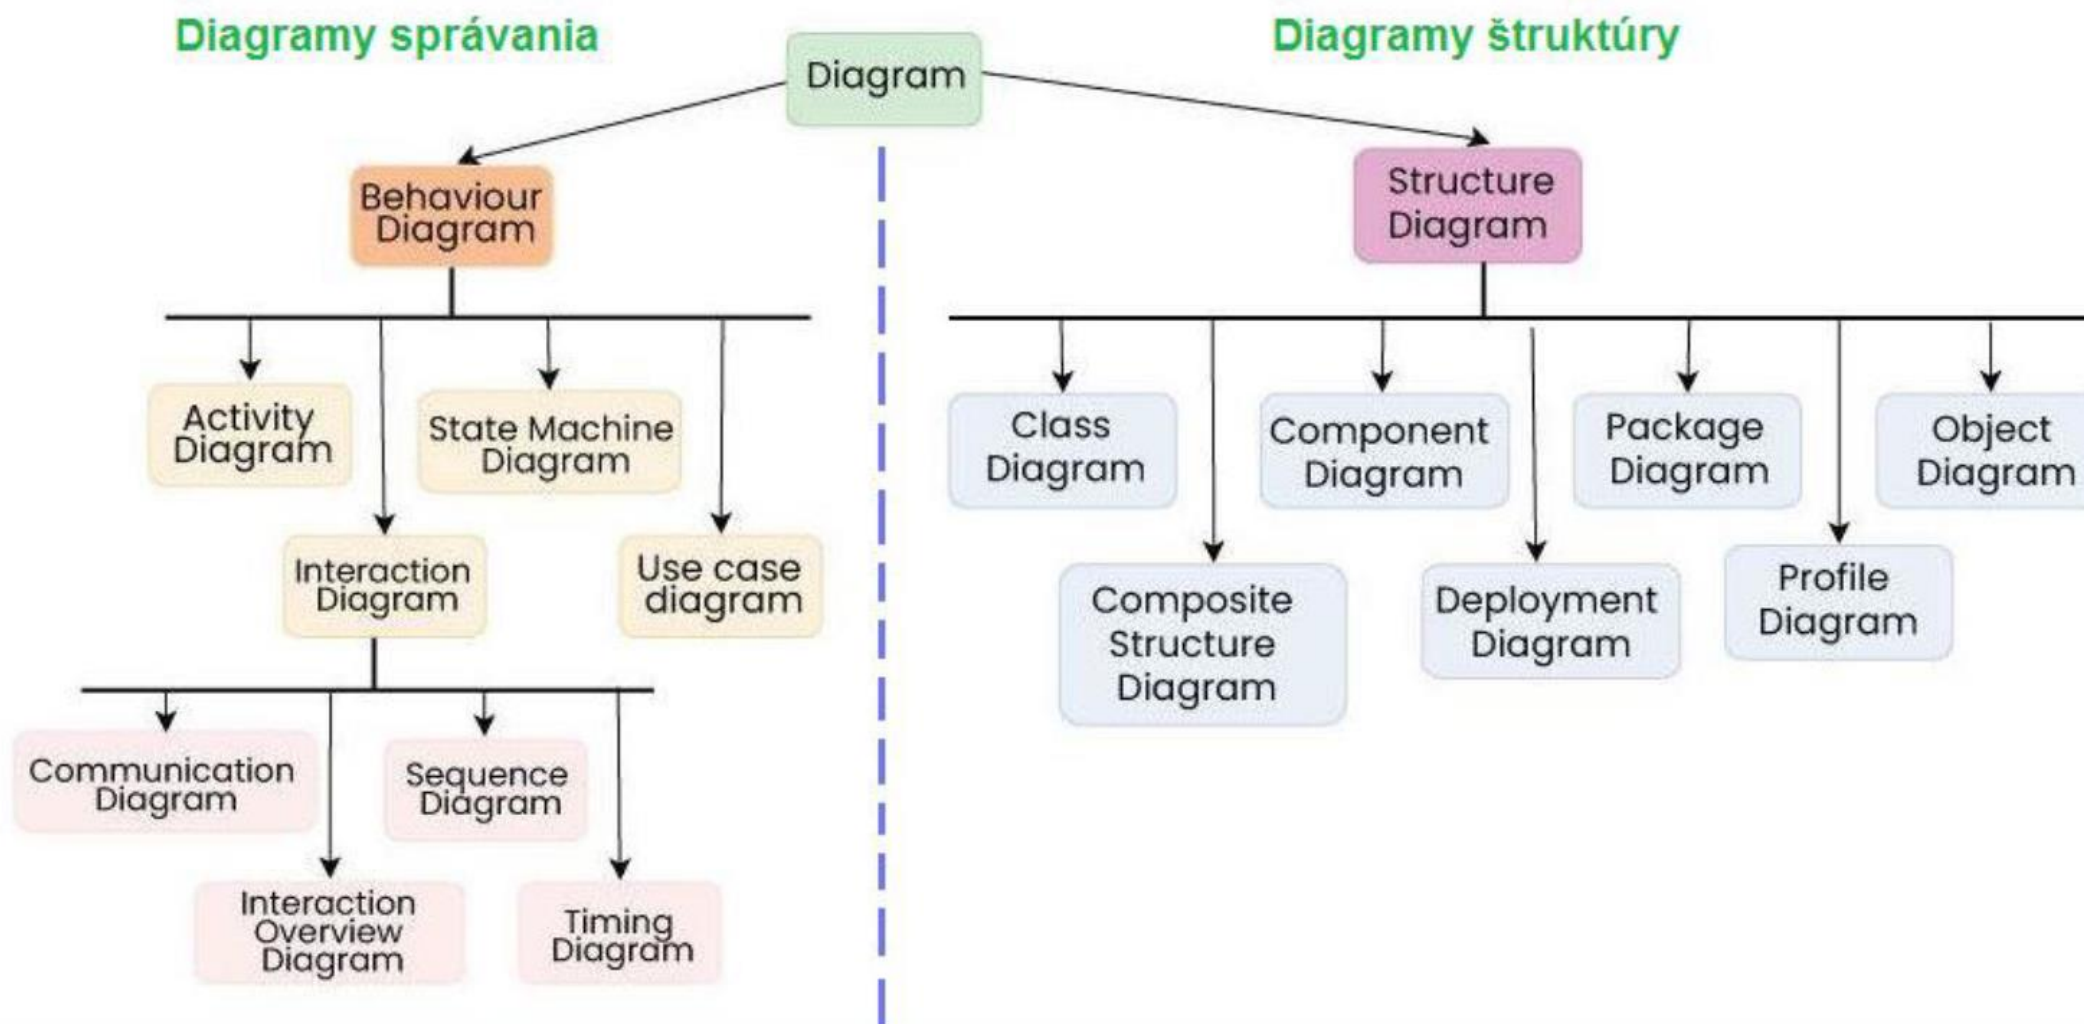 Diagramy správania
Diagramy štruktúry
Diagram
Behaviour
Diagram
Structure
Diagram
Activity
Diagram
State Machine
Diagram
Interaction
Diagram
Use case
diagram
Communication
Diagram
Sequence
Diagram
Interaction
Overview
Diagram
Timing
Diagram
Class
Diagram
Component
Diagram
Package
Diagram
Object
Diagram
Composite
Structure
Diagram
Deployment
Diagram
Profile
Diagram